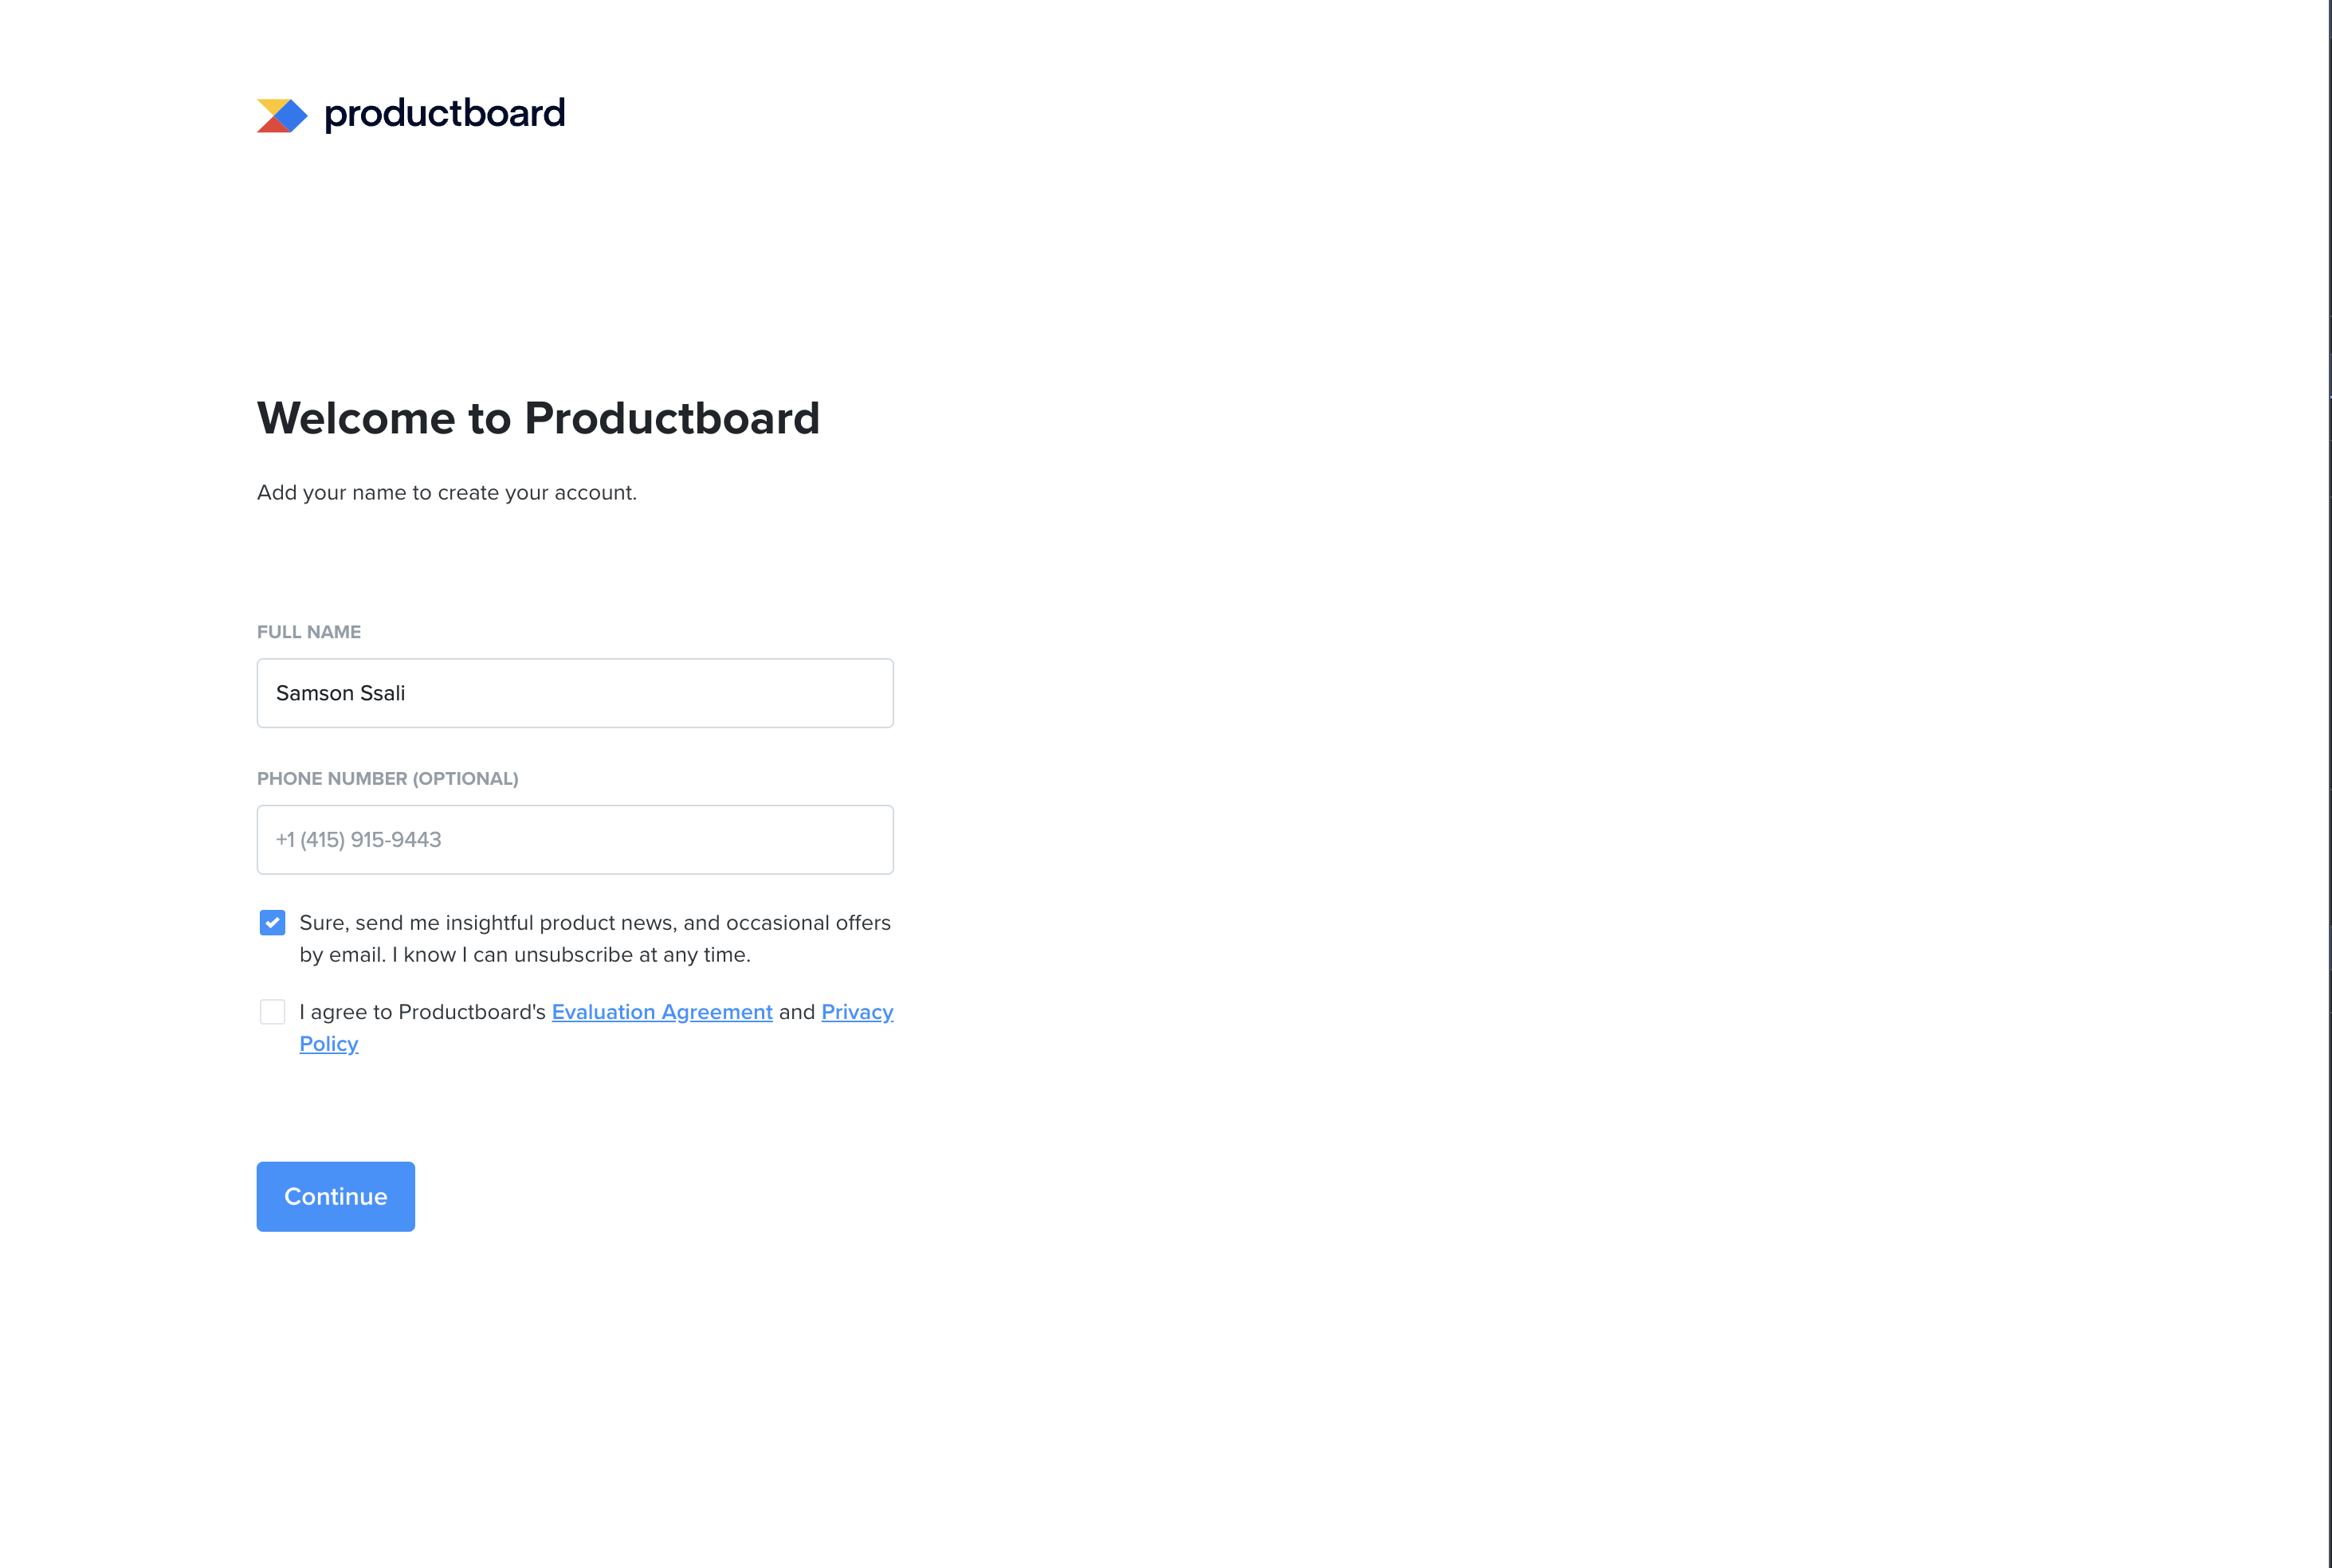 productboard
Welcome to Productboard
Add your name to create your account.
FULL NAME
Samson Ssali
PHONE NUMBER (OPTIONAL)
+1 (415) 915-9443
Sure, send me insightful product news, and occasional offers
by email. I know I can unsubscribe at any time.
I agree to Productboard's Evaluation Agreement and Privacy
Policy
Continue